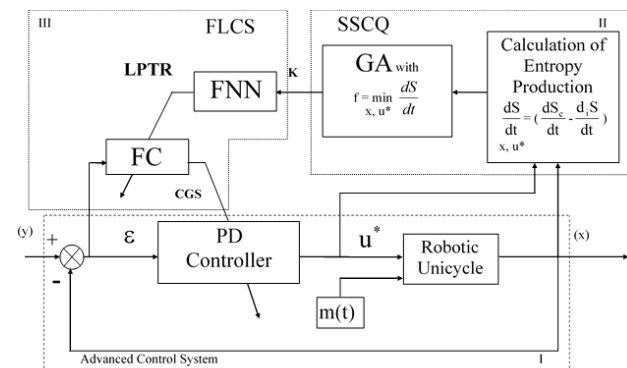 III
FLCS
SSCQ
II
LPTR
FNN
K
GA with
f = min dS/dt
x, u*
Calculation of
Entropy
Production
dS/dt = ( dSc/dt - diS/dt )
x, u*
FC
CGS
(y)
+
-
ε
PD
Controller
u*
Robotic
Unicycle
(x)
m(t)
Advanced Control System
I